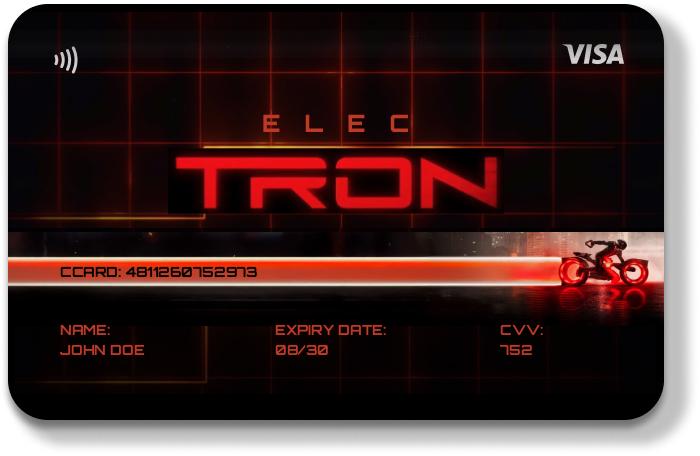 VISA
ELEC
TRON
CCARD: 4811260752973
NAME: EXPIRY DATE: CVV:
JOHN DOE 08/30 752